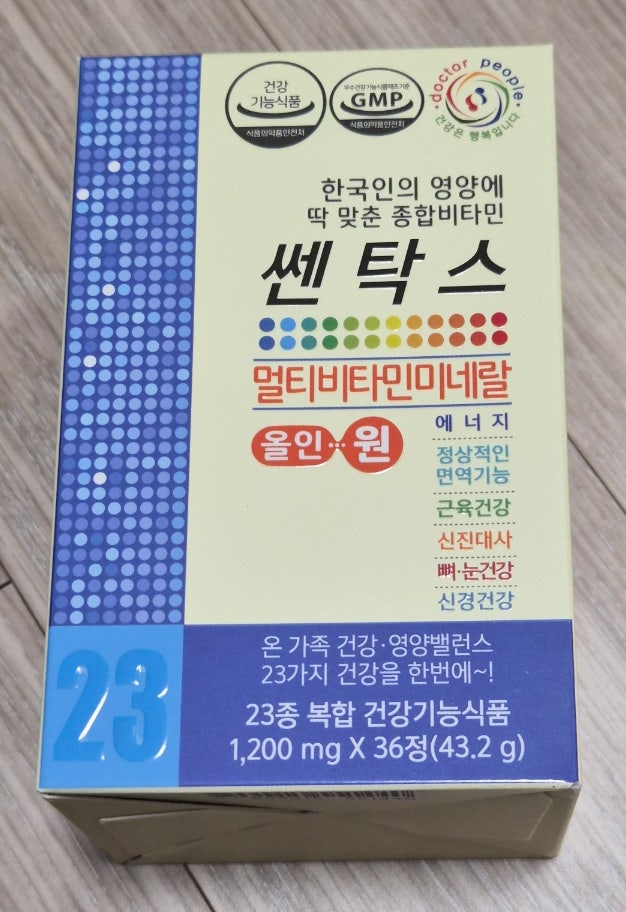 건강
기능식품
식품의약품안전처
우수건강기능식품제조기준
GMP
식품의약품안전처
doctor people
건강은 행복입니다
한국인의 영양에
딱 맞춘 종합비타민
쎈탁스
멀티비타민미네랄
올인원
에너지
정상적인
면역기능
근육건강
신진대사
뼈·눈건강
신경건강
23
온 가족 건강·영양밸런스
23가지 건강을 한번에~!
23종 복합 건강기능식품
1,200 mg X 36정(43.2 g)